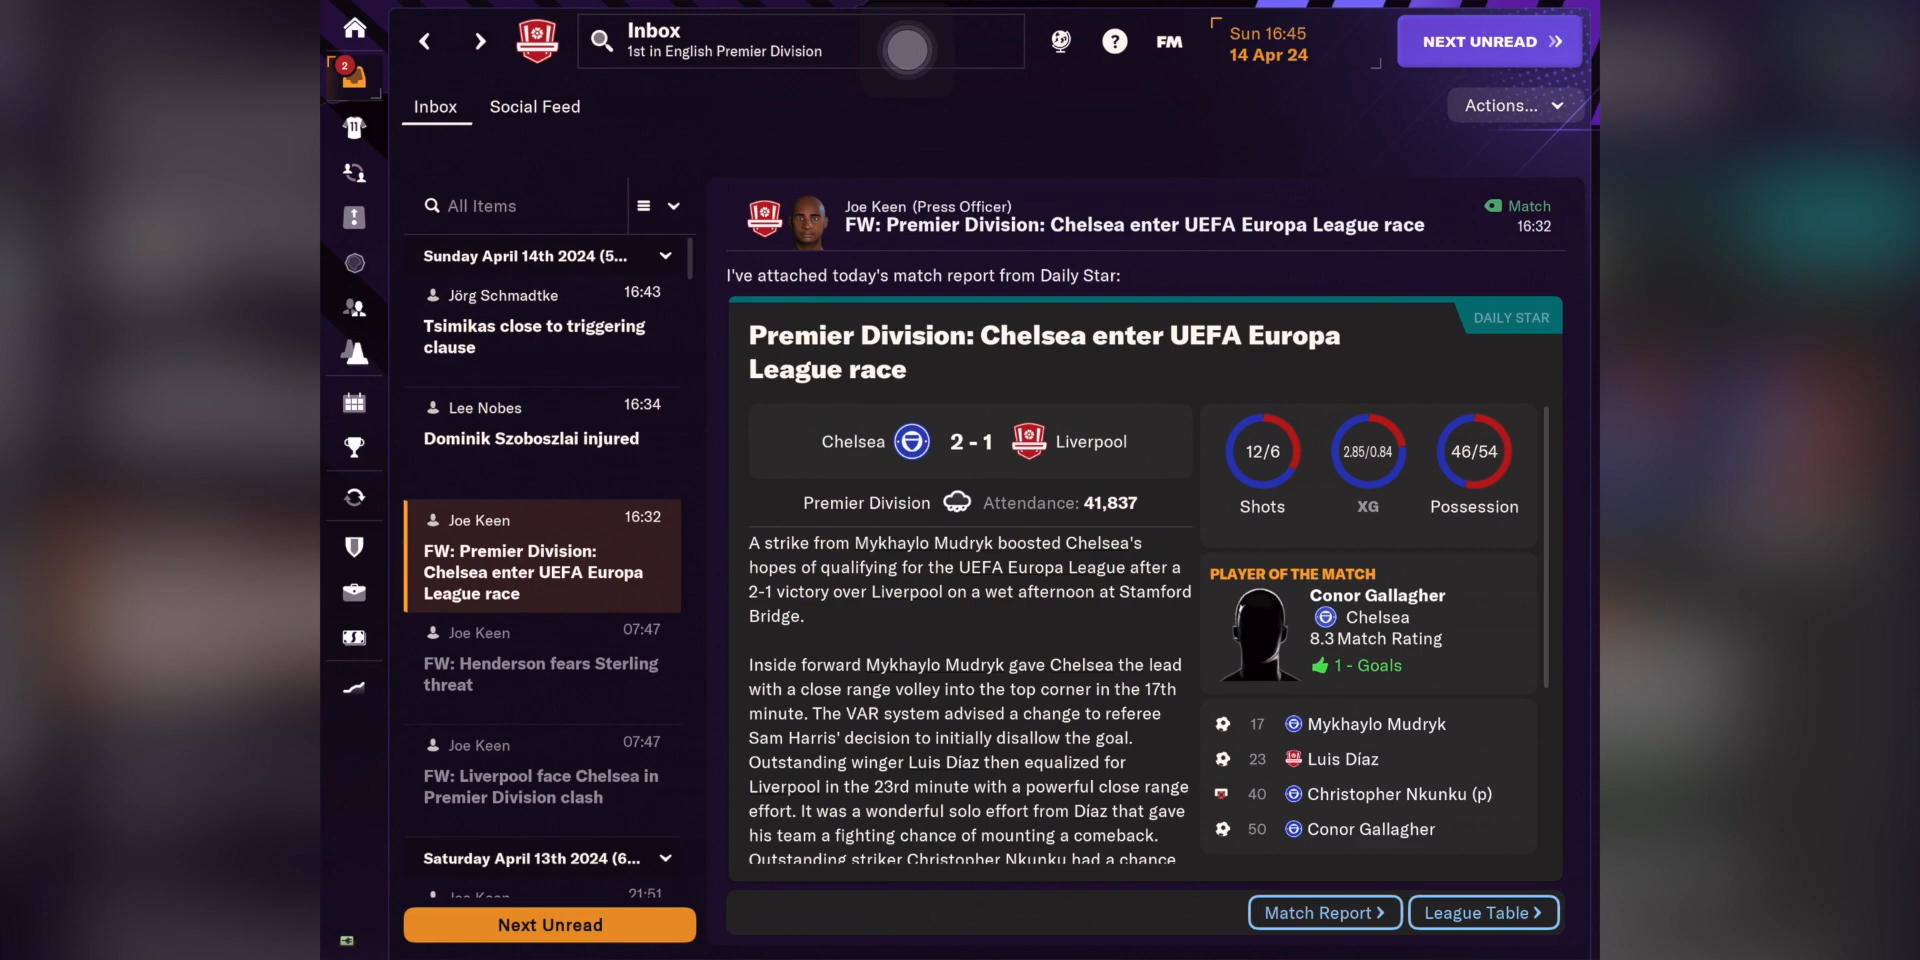 Inbox
1st in English Premier Division
?
FM
Sun 16:45
14 Apr 24
NEXT UNREAD
2
11
Inbox
Social Feed
Actions...
All Items
Sunday April 14th 2024 (5...
Jörg Schmadtke
16:43
Tsimikas close to triggering
clause
Lee Nobes
16:34
Dominik Szoboszlai injured
Joe Keen
16:32
FW: Premier Division:
Chelsea enter UEFA Europa
League race
Joe Keen
07:47
FW: Henderson fears Sterling
threat
Joe Keen
07:47
FW: Liverpool face Chelsea in
Premier Division clash
Saturday April 13th 2024 (6...
Joe Keen
21:51
Next Unread
Joe Keen (Press Officer)
FW: Premier Division: Chelsea enter UEFA Europa League race
Match
16:32
I've attached today's match report from Daily Star:
DAILY STAR
Premier Division: Chelsea enter UEFA Europa
League race
Chelsea
2 - 1
Liverpool
Premier Division
Attendance: 41,837
A strike from Mykhaylo Mudryk boosted Chelsea's
hopes of qualifying for the UEFA Europa League after a
2-1 victory over Liverpool on a wet afternoon at Stamford
Bridge.
Inside forward Mykhaylo Mudryk gave Chelsea the lead
with a close range volley into the top corner in the 17th
minute. The VAR system advised a change to referee
Sam Harris' decision to initially disallow the goal.
Outstanding winger Luis Díaz then equalized for
Liverpool in the 23rd minute with a powerful close range
effort. It was a wonderful solo effort from Díaz that gave
his team a fighting chance of mounting a comeback.
Outstanding striker Christopher Nkunku had a chance
12/6
Shots
2.85/0.84
XG
46/54
Possession
PLAYER OF THE MATCH
Conor Gallagher
Chelsea
8.3 Match Rating
1 - Goals
17 Mykhaylo Mudryk
23 Luis Díaz
40 Christopher Nkunku (p)
50 Conor Gallagher
Match Report
League Table